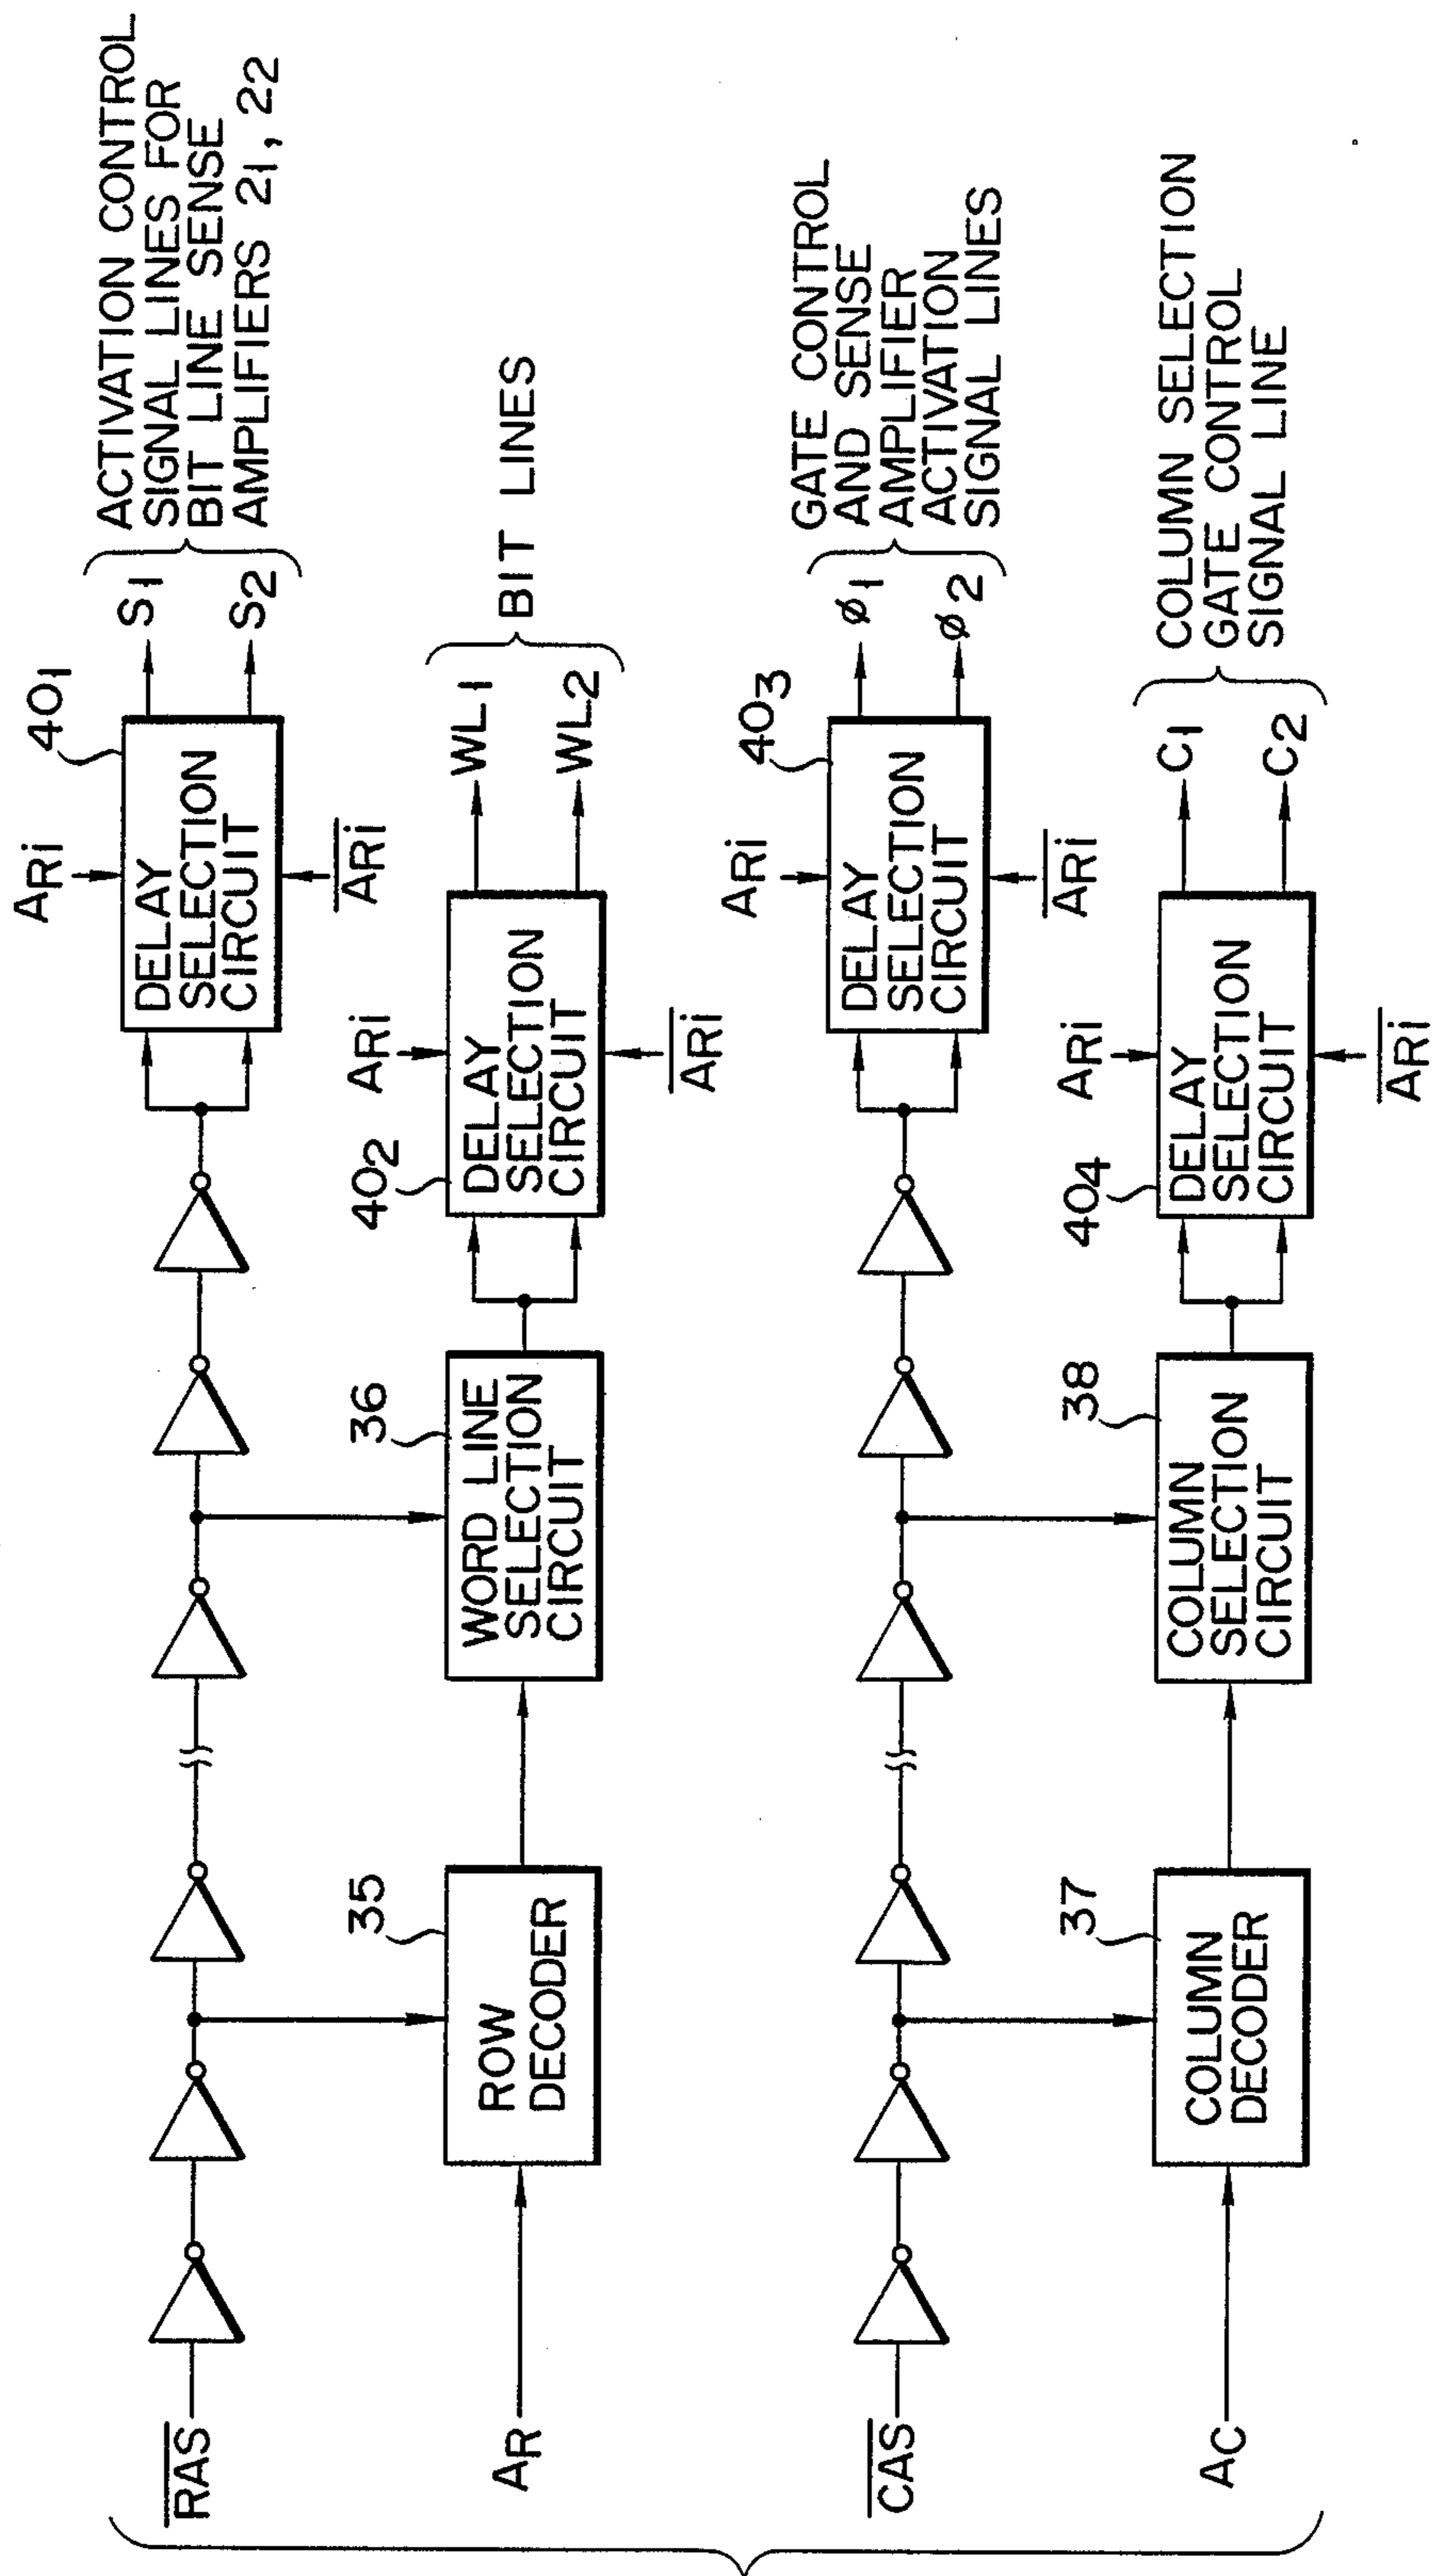 RAS
40₁
ARi
DELAY
SELECTION
CIRCUIT
ARi
S1
S2
ACTIVATION CONTROL
SIGNAL LINES FOR
BIT LINE SENSE
AMPLIFIERS 21, 22
AR
35
ROW
DECODER
36
WORD LINE
SELECTION
CIRCUIT
40₂
ARi
DELAY
SELECTION
CIRCUIT
ARi
WL1
WL2
BIT LINES
CAS
40₃
ARi
DELAY
SELECTION
CIRCUIT
ARi
ø1
ø2
GATE CONTROL
AND SENSE
AMPLIFIER
ACTIVATION
SIGNAL LINES
AC
37
COLUMN
DECODER
38
COLUMN
SELECTION
CIRCUIT
40₄
ARi
DELAY
SELECTION
CIRCUIT
ARi
C1
C2
COLUMN SELECTION
GATE CONTROL
SIGNAL LINE